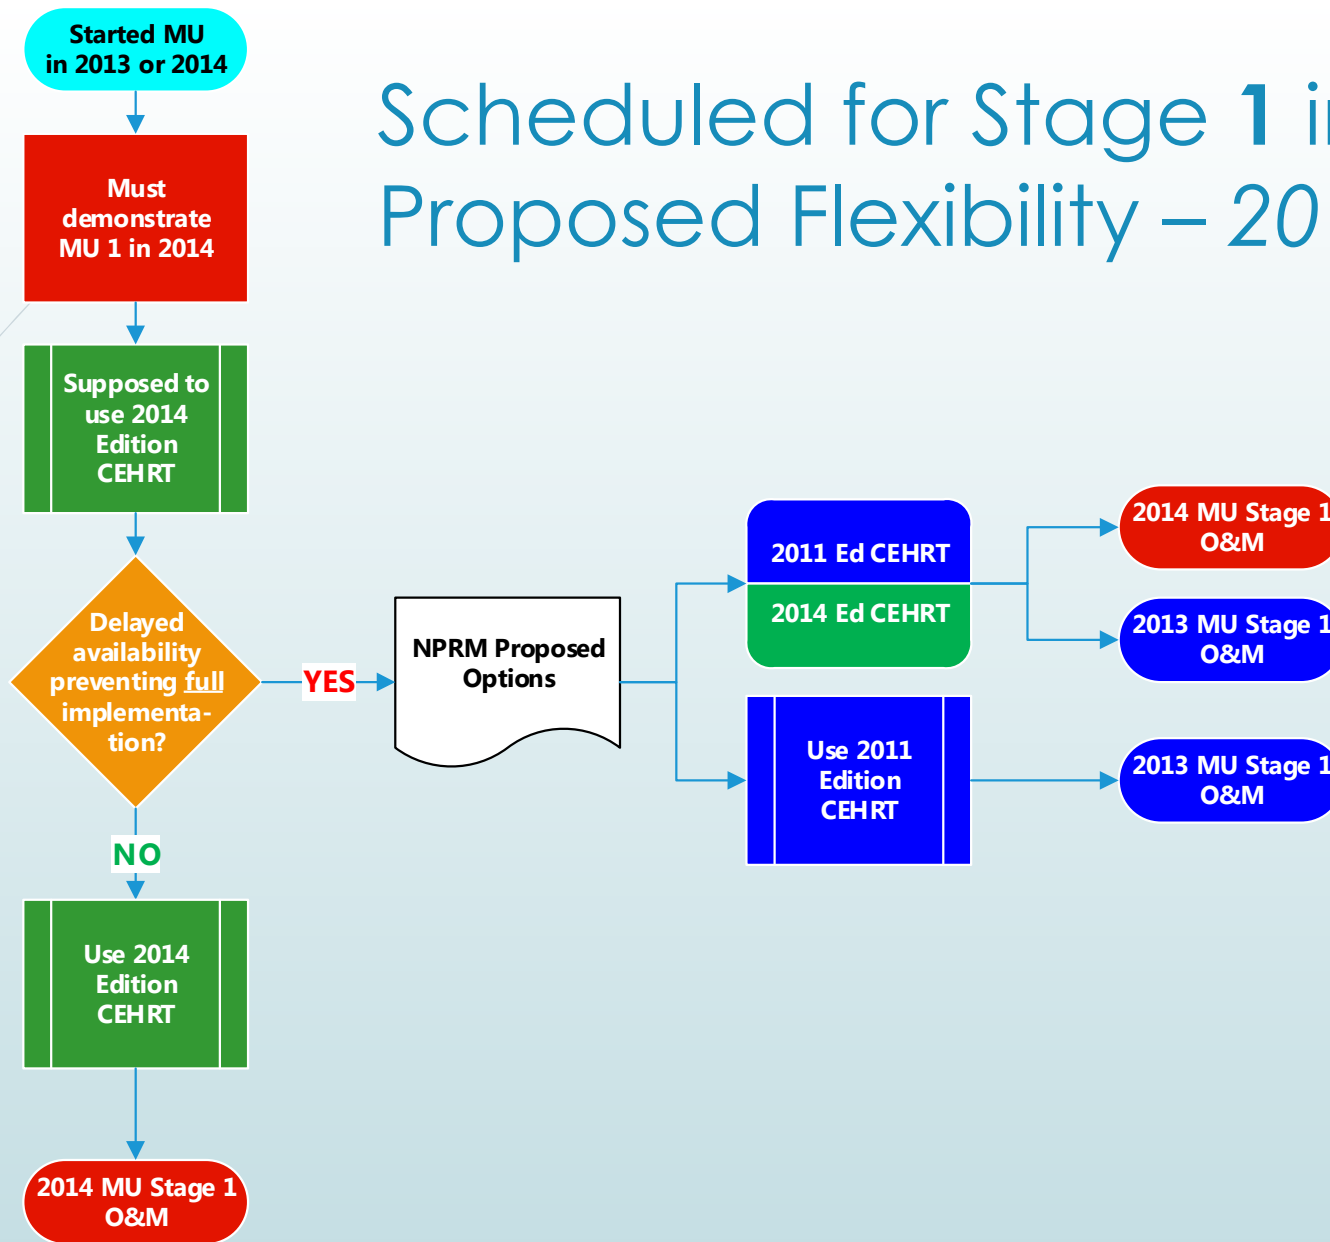 Started MU
in 2013 or 2014
Scheduled for Stage 1 in
Proposed Flexibility – 20
Must
demonstrate
MU 1 in 2014
Supposed to
use 2014
Edition
CEHRT
Delayed
availability
preventing full
implementa-
tion?
YES
NPRM Proposed
Options
2011 Ed CEHRT
2014 Ed CEHRT
2014 MU Stage 1
O&M
2013 MU Stage 1
O&M
Use 2011
Edition
CEHRT
2013 MU Stage 1
O&M
NO
Use 2014
Edition
CEHRT
2014 MU Stage 1
O&M